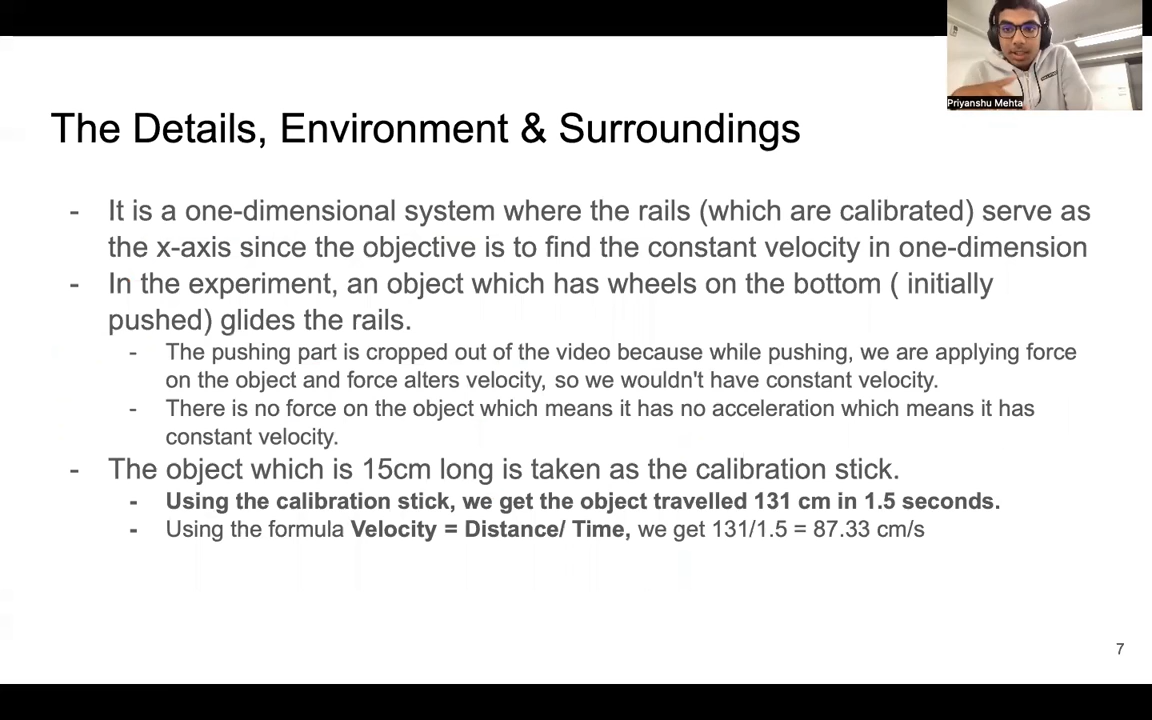 Priyanshu Mehta
The Details, Environment & Surroundings
- It is a one-dimensional system where the rails (which are calibrated) serve as
the x-axis since the objective is to find the constant velocity in one-dimension
- In the experiment, an object which has wheels on the bottom ( initially
pushed) glides the rails.
- The pushing part is cropped out of the video because while pushing, we are applying force
on the object and force alters velocity, so we wouldn't have constant velocity.
- There is no force on the object which means it has no acceleration which means it has
constant velocity.
- The object which is 15cm long is taken as the calibration stick.
- Using the calibration stick, we get the object travelled 131 cm in 1.5 seconds.
- Using the formula Velocity = Distance/ Time, we get 131/1.5 = 87.33 cm/s
7